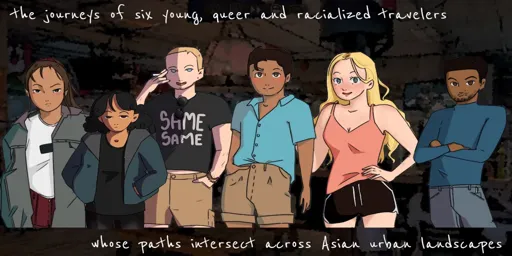 the journeys of six young, queer and racialized travelers
SAME
SAME
whose paths intersect across Asian urban landscapes